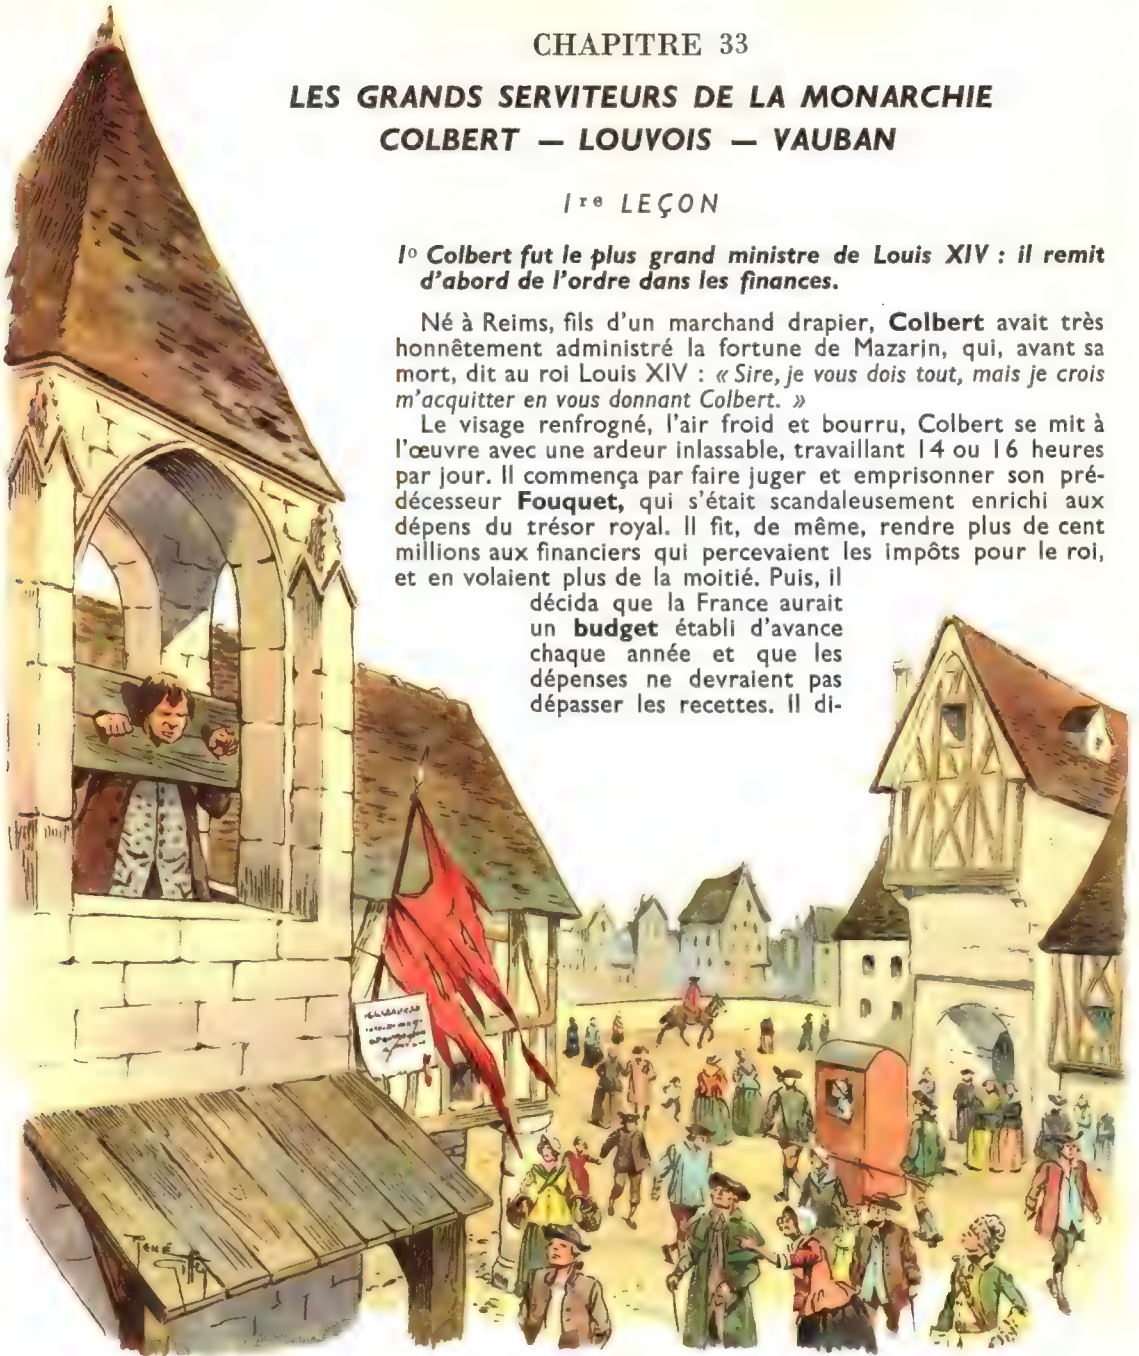 CHAPITRE 33
LES GRANDS SERVITEURS DE LA MONARCHIE
COLBERT — LOUVOIS — VAUBAN
1re LEÇON
1o Colbert fut le plus grand ministre de Louis XIV : il remit
d'abord de l'ordre dans les finances.
Né à Reims, fils d'un marchand drapier, Colbert avait très
honnêtement administré la fortune de Mazarin, qui, avant sa
mort, dit au roi Louis XIV : « Sire, je vous dois tout, mais je crois
m'acquitter en vous donnant Colbert. »
Le visage renfrogné, l'air froid et bourru, Colbert se mit à
l'œuvre avec une ardeur inlassable, travaillant 14 ou 16 heures
par jour. Il commença par faire juger et emprisonner son pré-
décesseur Fouquet, qui s'était scandaleusement enrichi aux
dépens du trésor royal. Il fit, de même, rendre plus de cent
millions aux financiers qui percevaient les impôts pour le roi,
et en volaient plus de la moitié. Puis, il
décida que la France aurait
un budget établi d'avance
chaque année et que les
dépenses ne devraient pas
dépasser les recettes. Il di-
RENÉ